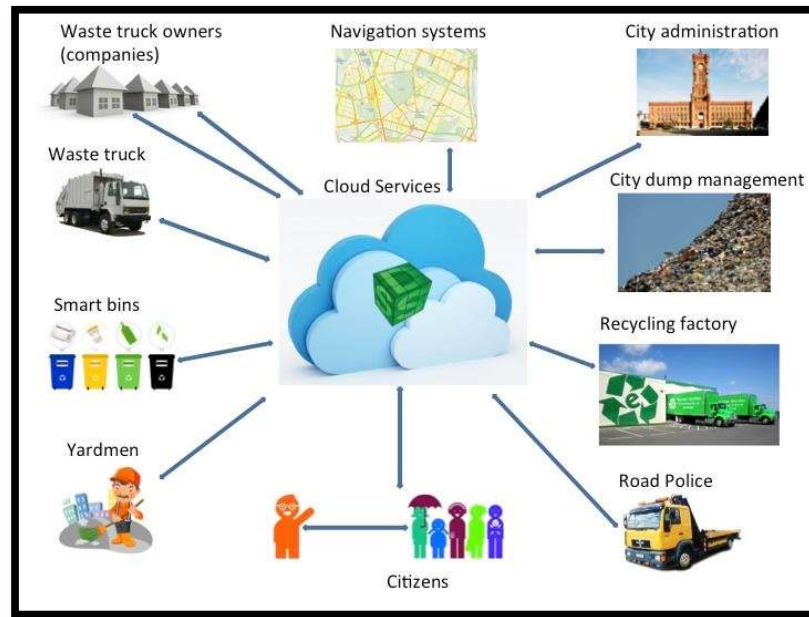 Waste truck owners
(companies)
Navigation systems
City administration
Waste truck
Cloud Services
City dump management
Smart bins
Recycling factory
Yardmen
Road Police
Citizens